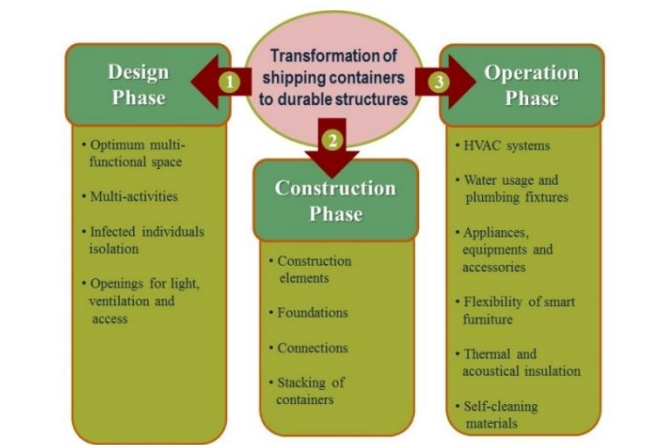 Transformation of
shipping containers
to durable structures
1
Design
Phase
• Optimum multi-
functional space
• Multi-activities
• Infected individuals
isolation
• Openings for light,
ventilation and
access
2
Construction
Phase
• Construction
elements
• Foundations
• Connections
• Stacking of
containers
3
Operation
Phase
• HVAC systems
• Water usage and
plumbing fixtures
• Appliances,
equipments and
accessories
• Flexibility of smart
furniture
• Thermal and
acoustical insulation
• Self-cleaning
materials